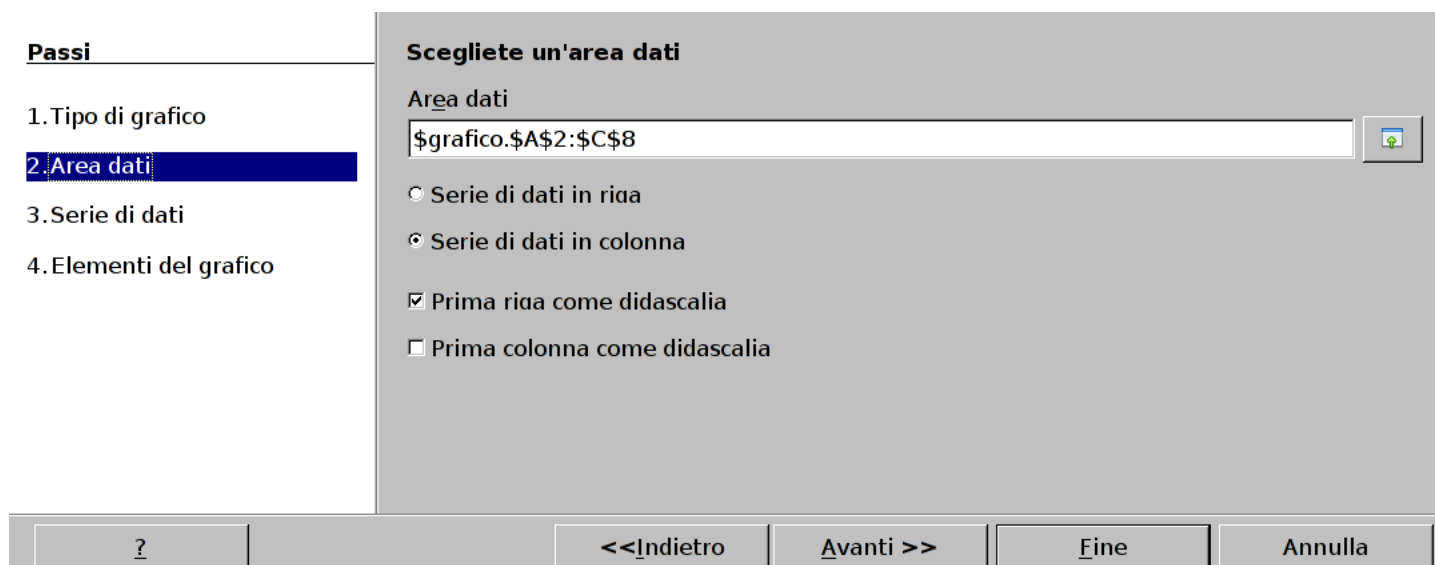 Passi
1.Tipo di grafico
2.Area dati
3.Serie di dati
4.Elementi del grafico
Scegliete un'area dati
Area dati
$grafico.$A$2:$C$8
Serie di dati in riga
Serie di dati in colonna
Prima riga come didascalia
Prima colonna come didascalia
?
<<Indietro
Avanti >>
Fine
Annulla